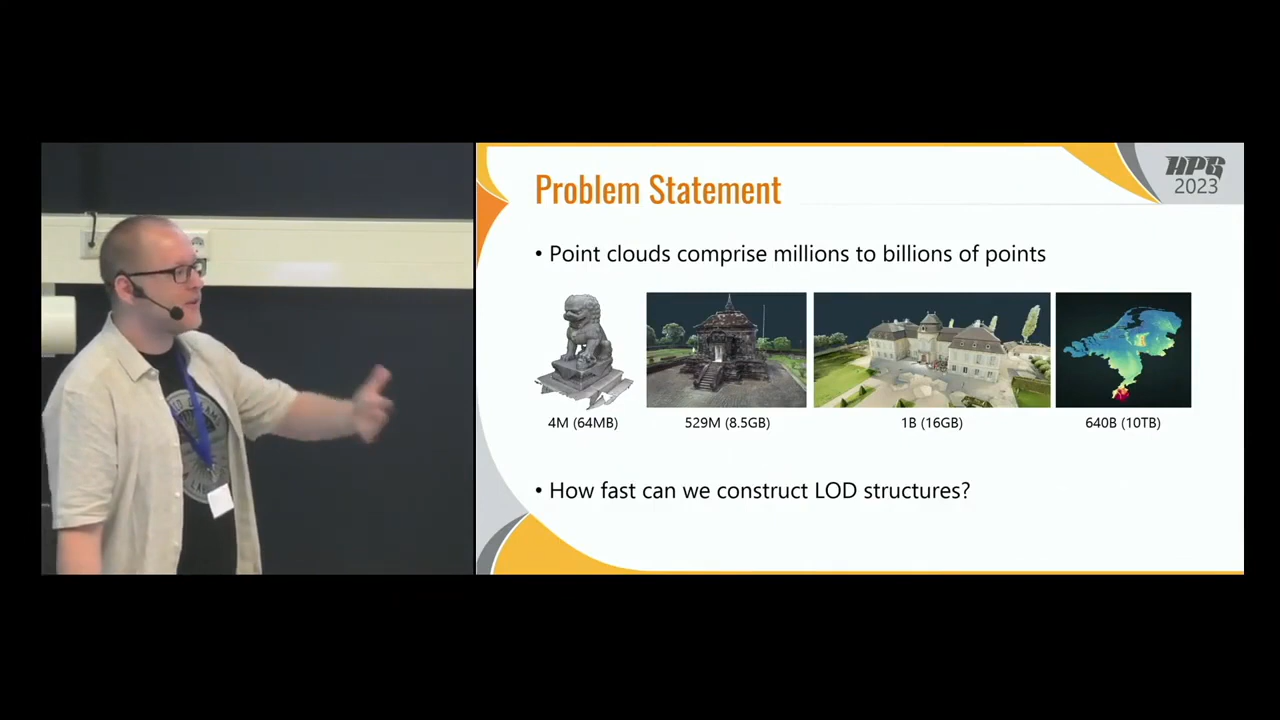 HPG
2023
Problem Statement
• Point clouds comprise millions to billions of points
4M (64MB)
529M (8.5GB)
1B (16GB)
640B (10TB)
• How fast can we construct LOD structures?